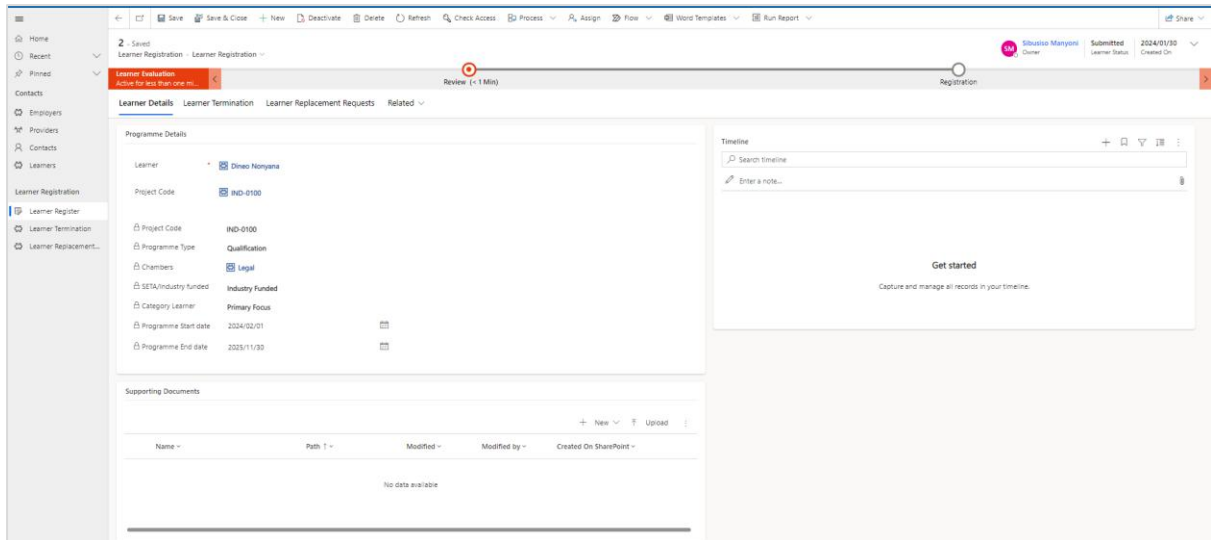 Save Save & Close New Deactivate Delete Refresh Check Access Process Assign Flow Word Templates Run Report Share
Home
Recent
Pinned
Contacts
Employers
Providers
Contacts
Learners
Learner Registration
Learner Register
Learner Termination
Learner Replacement...
2 - Saved
Learner Registration · Learner Registration
SM
Sibusiso Manyoni
Owner
Submitted
Learner Status
2024/01/30
Created On
Learner Evaluation
Active for less than one mi...
Review (< 1 Min)
Registration
Learner Details Learner Termination Learner Replacement Requests Related
Programme Details
Learner * Dineo Nonyana
Project Code IND-0100
Project Code IND-0100
Programme Type Qualification
Chambers Legal
SETA/Industry funded Industry Funded
Category Learner Primary Focus
Programme Start date 2024/02/01
Programme End date 2025/11/30
Supporting Documents
New Upload
Name Path Modified Modified by Created On SharePoint
No data available
Timeline
Search timeline
Enter a note...
Get started
Capture and manage all records in your timeline.